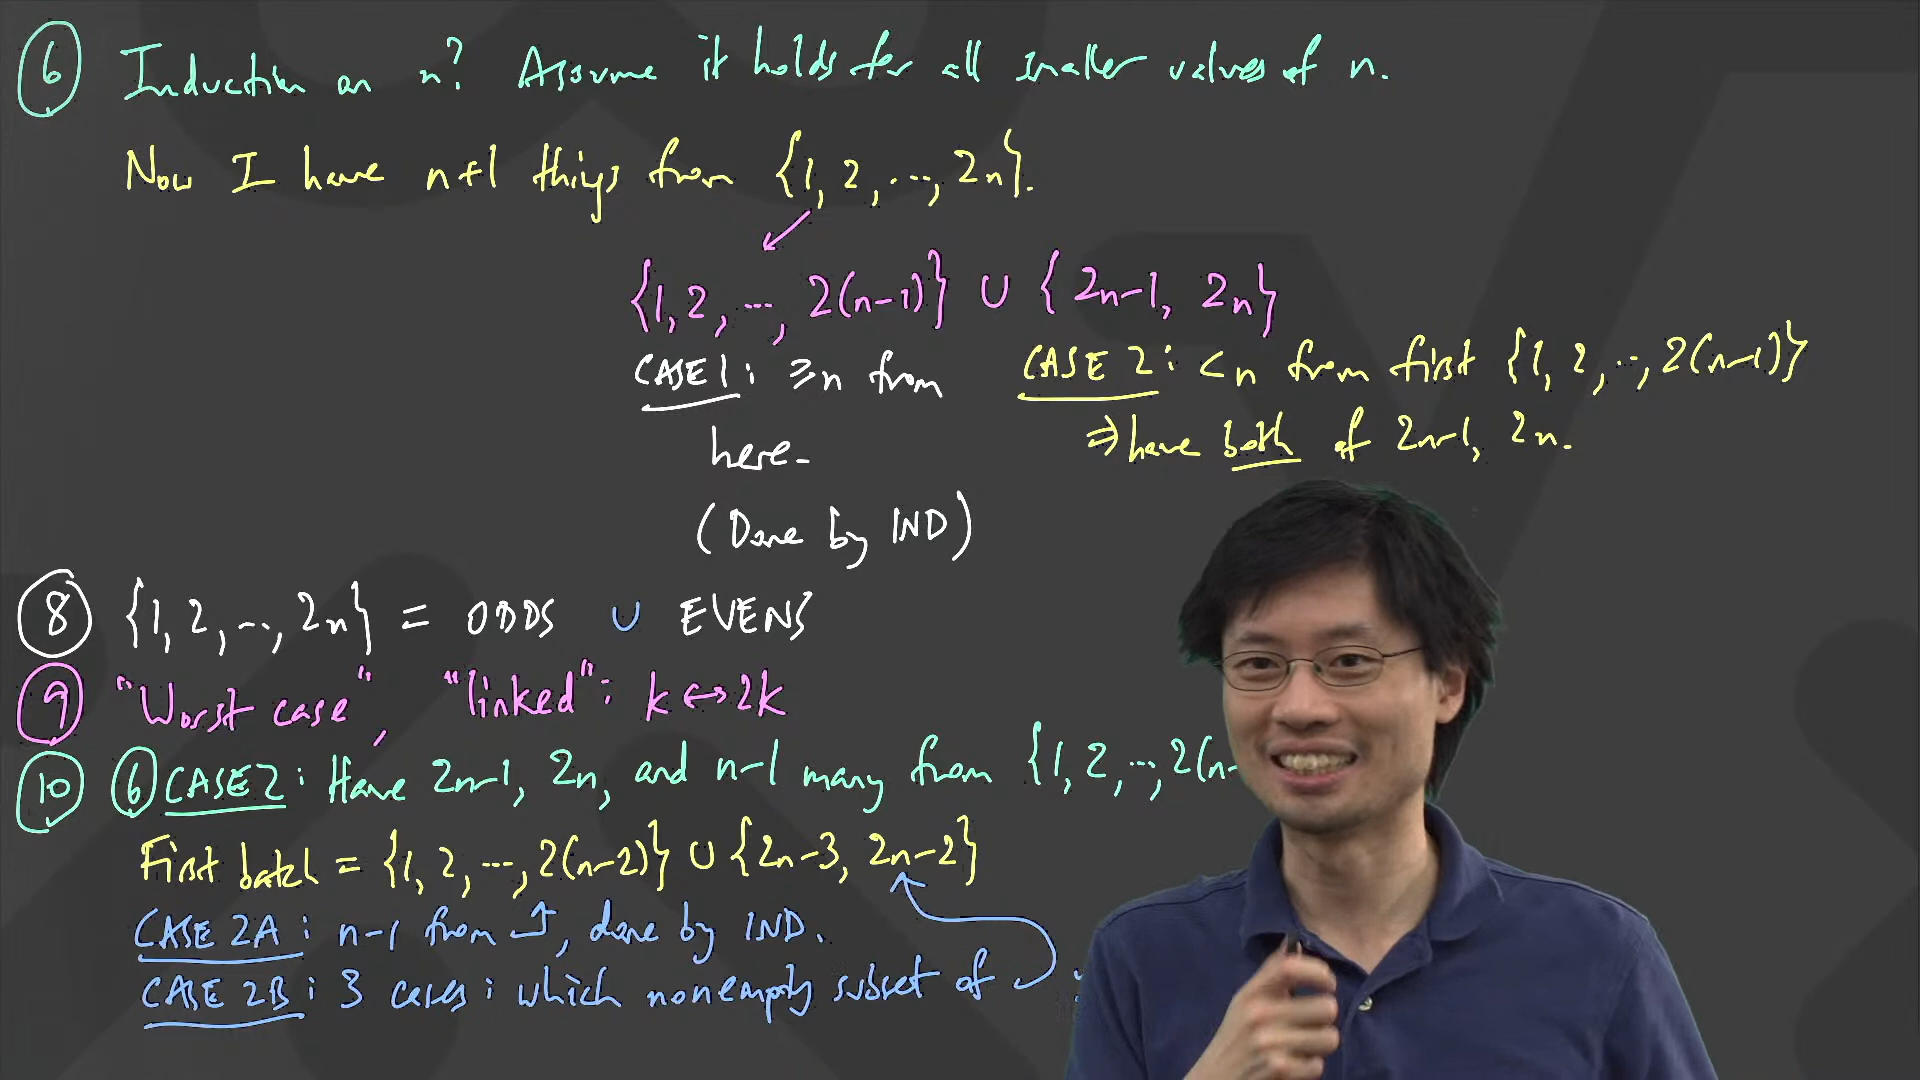 ⑥ Induction on n? Assume it holds for all smaller values of n.
Now I have n+1 things from {1, 2, ..., 2n}.
{1, 2, ..., 2(n-1)} ∪ {2n-1, 2n}
CASE 1: ≥n from here.
(Done by IND)
CASE 2: <n from first {1, 2, .., 2(n-1)}
⇒ have both of 2n-1, 2n.
⑧ {1, 2, ..., 2n} = ODDS ∪ EVENS
⑨ "Worst case", "linked": k ↔ 2k
⑩ ⑥ CASE 2: Have 2n-1, 2n, and n-1 many from {1, 2, ..., 2(n-
First batch = {1, 2, ..., 2(n-2)} ∪ {2n-3, 2n-2}
CASE 2A: n-1 from ⤴, done by IND.
CASE 2B: 3 cases: which nonempty subset of